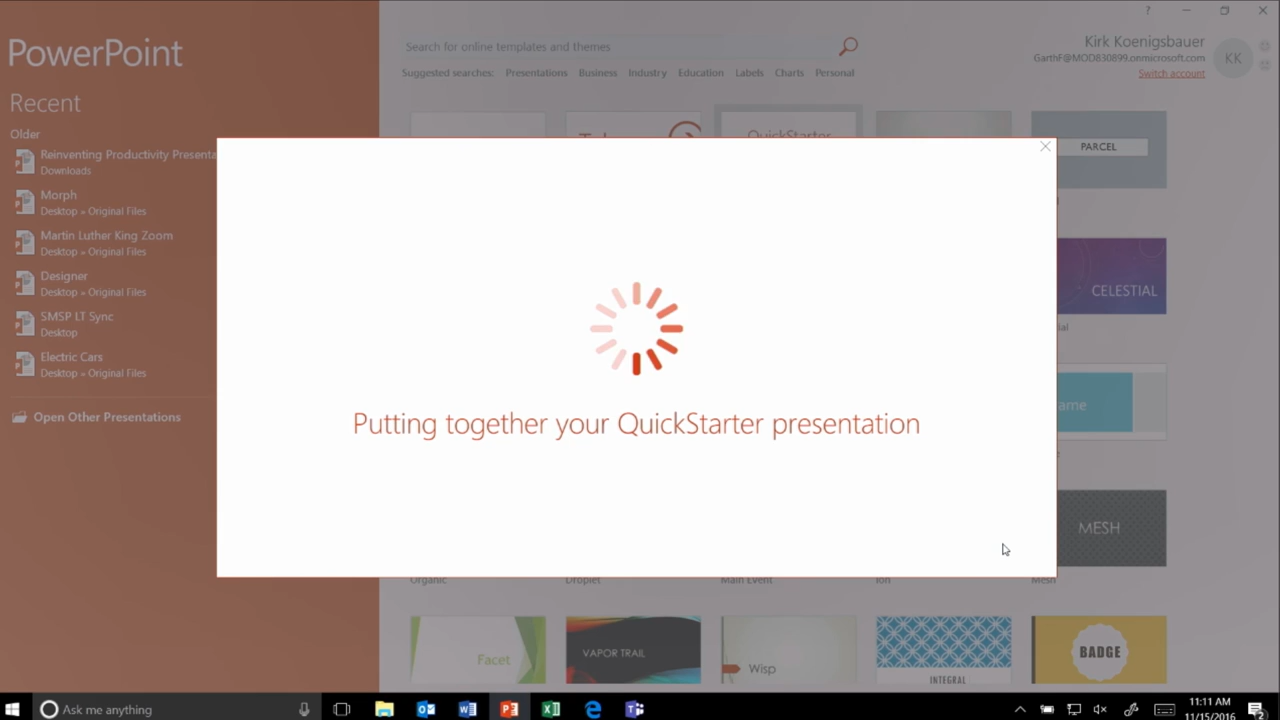 PowerPoint
Recent
Older
Reinventing Productivity Presenta
Downloads
Morph
Desktop » Original Files
Martin Luther King Zoom
Desktop » Original Files
Designer
Desktop » Original Files
SMSP LT Sync
Desktop
Electric Cars
Desktop » Original Files
Open Other Presentations
?
Search for online templates and themes
Suggested searches: Presentations Business Industry Education Labels Charts Personal
Kirk Koenigsbauer
GarthF@MOD830899.onmicrosoft.com
Switch account
KK
QuickStarter
PARCEL
CELESTIAL
ial
ame
MESH
Putting together your QuickStarter presentation
Organic Droplet Main Event Ion Mesh
Facet
VAPOR TRAIL
Wisp
INTEGRAL
BADGE
Ask me anything
11:11 AM
11/15/2016
2